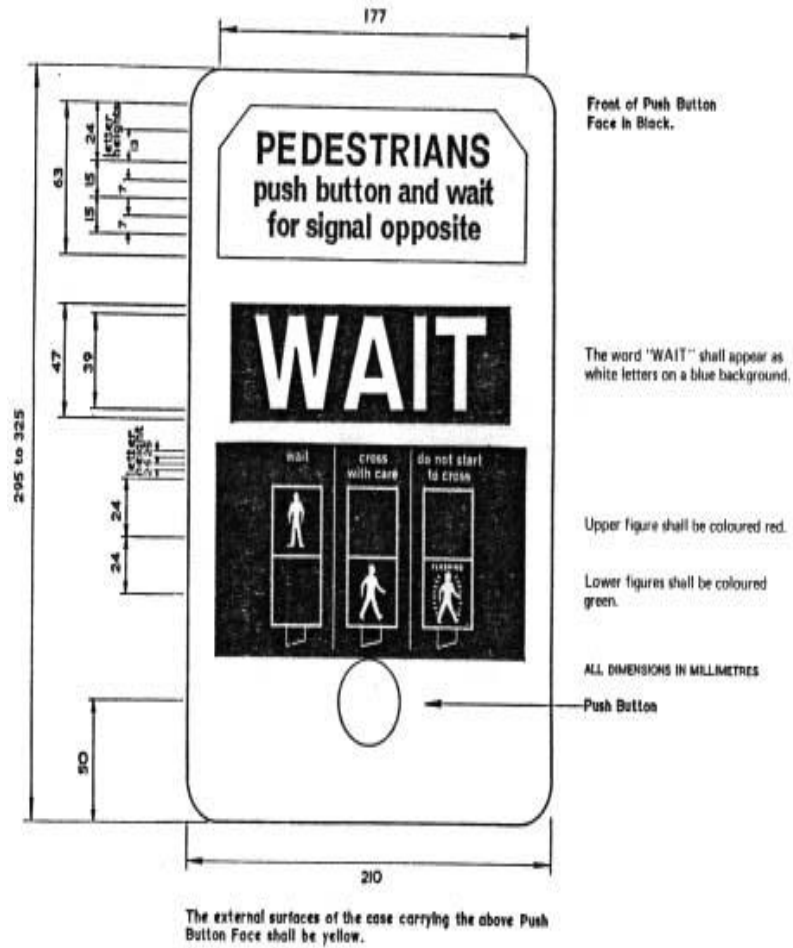 177
Front of Push Button
Face in Black.
24
letter
heights
13
63
15
7
15
7
PEDESTRIANS
push button and wait
for signal opposite
47
39
WAIT
The word "WAIT" shall appear as
white letters on a blue background.
295 to 325
letter
height
24
24
wait
cross
with care
do not start
to cross
FLASHING
Upper figure shall be coloured red.
Lower figures shall be coloured
green.
ALL DIMENSIONS IN MILLIMETRES
Push Button
50
210
The external surfaces of the case carrying the above Push
Button Face shall be yellow.